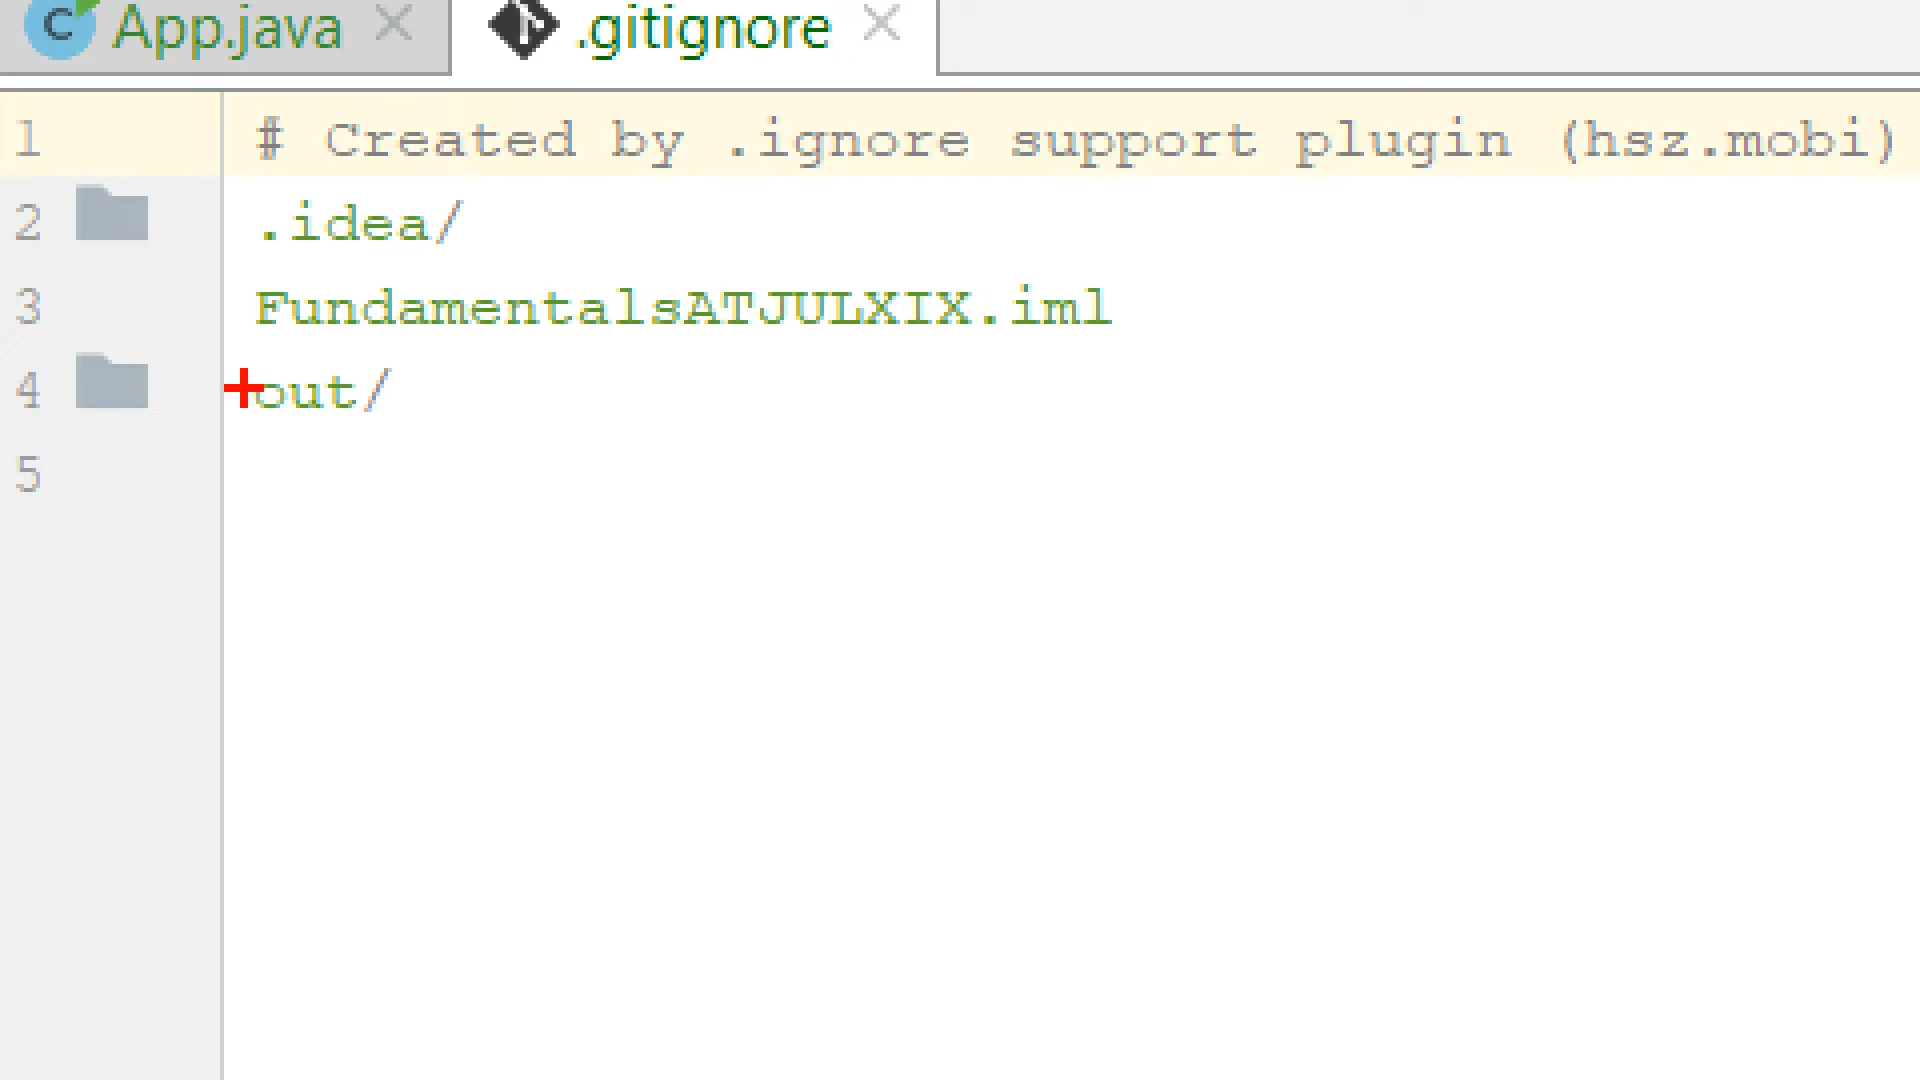 App.java
.gitignore
1 # Created by .ignore support plugin (hsz.mobi)
2 .idea/
3 FundamentalsATJULXIX.iml
4 out/
5